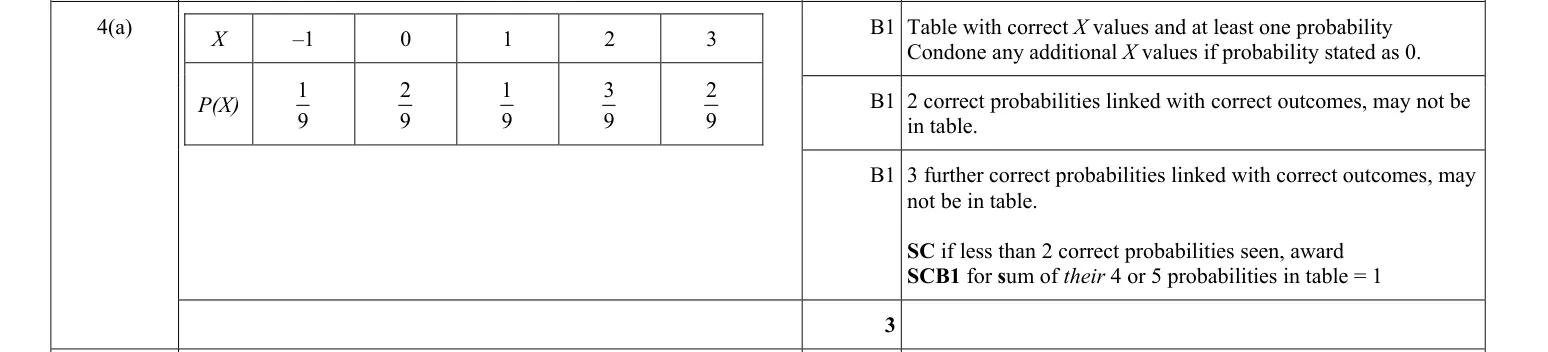 4(a)
X –1 0 1 2 3
P(X) 1/9 2/9 1/9 3/9 2/9
B1 Table with correct X values and at least one probability
Condone any additional X values if probability stated as 0.
B1 2 correct probabilities linked with correct outcomes, may not be
in table.
B1 3 further correct probabilities linked with correct outcomes, may
not be in table.
SC if less than 2 correct probabilities seen, award
SCB1 for sum of their 4 or 5 probabilities in table = 1
3